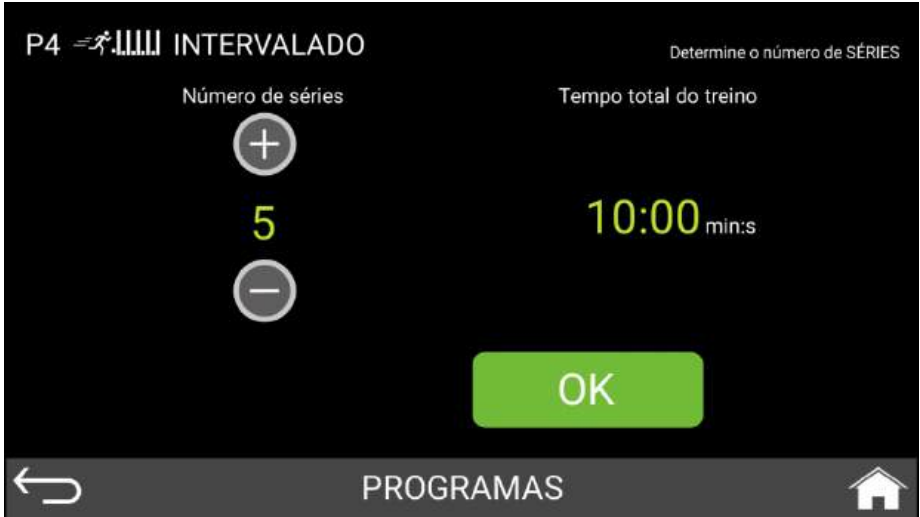 P4 INTERVALADO
Determine o número de SÉRIES
Número de séries
Tempo total do treino
5
10:00 min:s
OK
PROGRAMAS